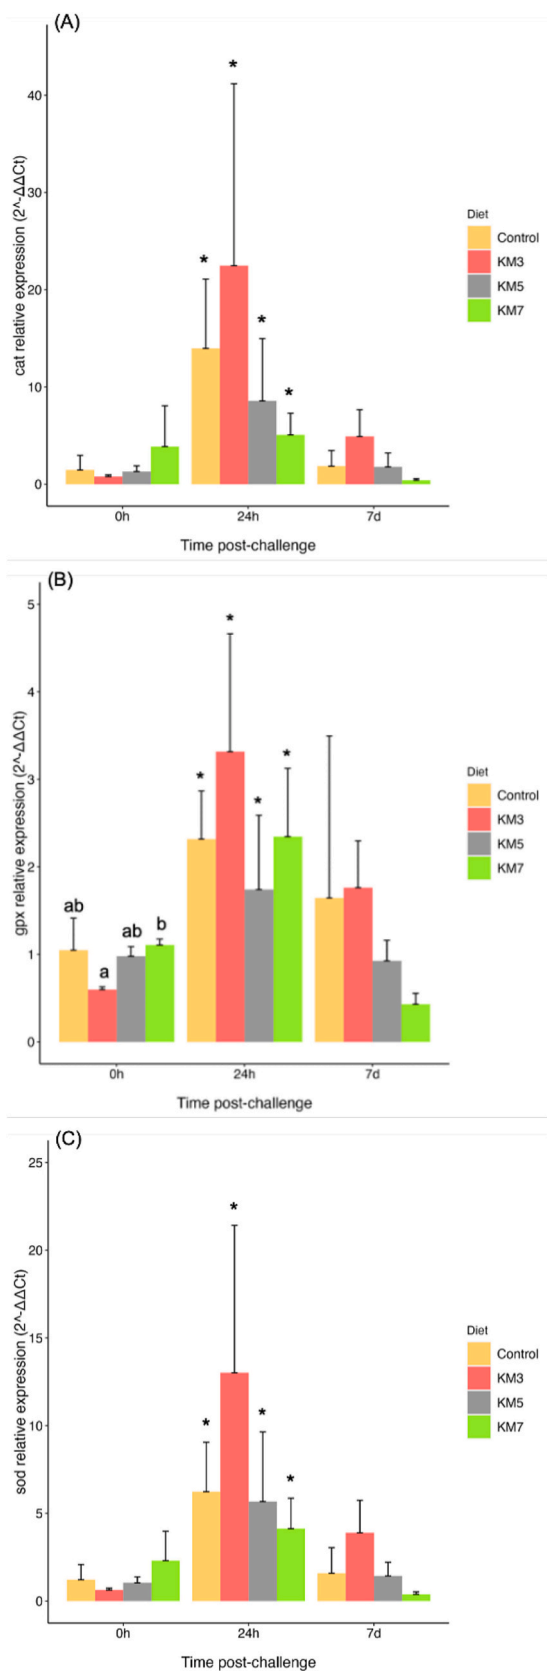 (A)
cat relative expression (2^-ΔΔCt)
40
30
20
10
0
*
*
*
*
0h
24h
7d
Time post-challenge
Diet
Control
KM3
KM5
KM7
(B)
gpx relative expression (2^-ΔΔCt)
5
4
3
2
1
0
ab
a
ab
b
*
*
*
*
0h
24h
7d
Time post-challenge
Diet
Control
KM3
KM5
KM7
(C)
sod relative expression (2^-ΔΔCt)
25
20
15
10
5
0
*
*
*
*
0h
24h
7d
Time post-challenge
Diet
Control
KM3
KM5
KM7